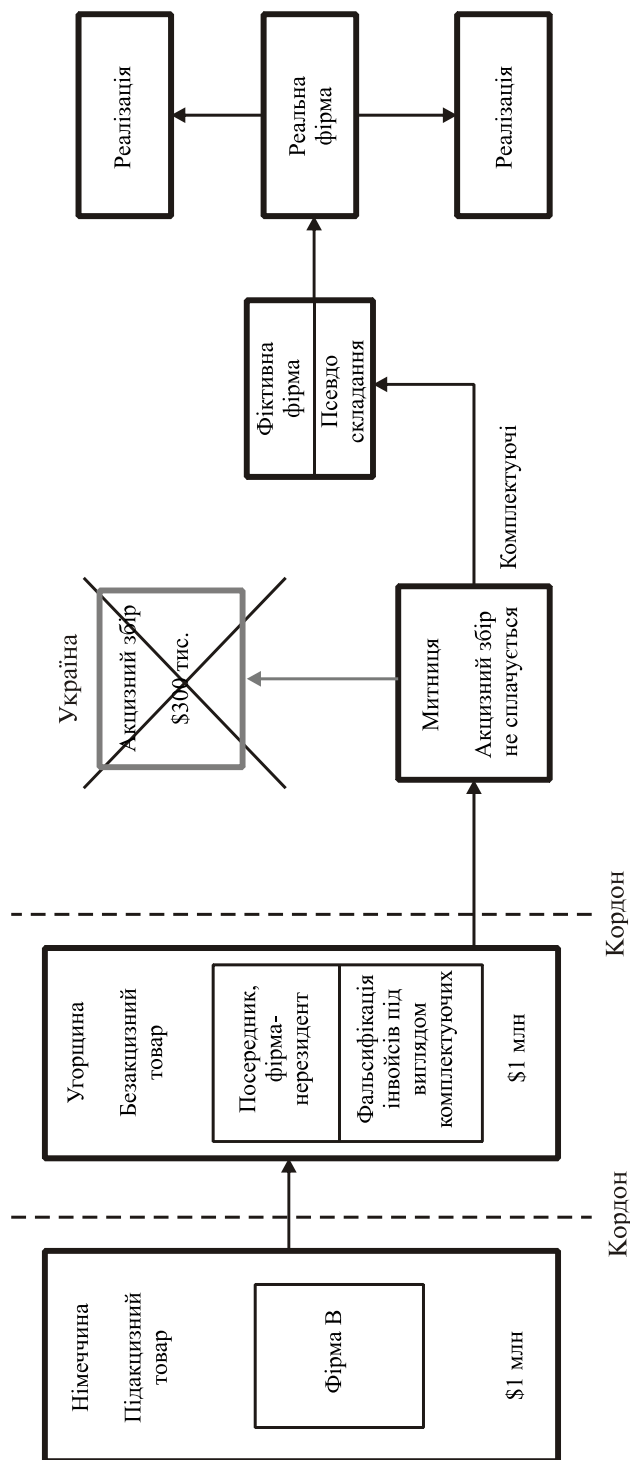 Німеччина
Підакцизний
товар
Фірма В
$1 млн
Кордон
Угорщина
Безакцизний
товар
Посередник,
фірма-
нерезидент
Фальсифікація
інвойсів під
виглядом
комплектуючих
$1 млн
Кордон
Україна
Акцизний збір
$300 тис.
Митниця
Акцизний збір
не сплачується
Комплектуючі
Фіктивна
фірма
Псевдо
складання
Реалізація
Реальна
фірма
Реалізація